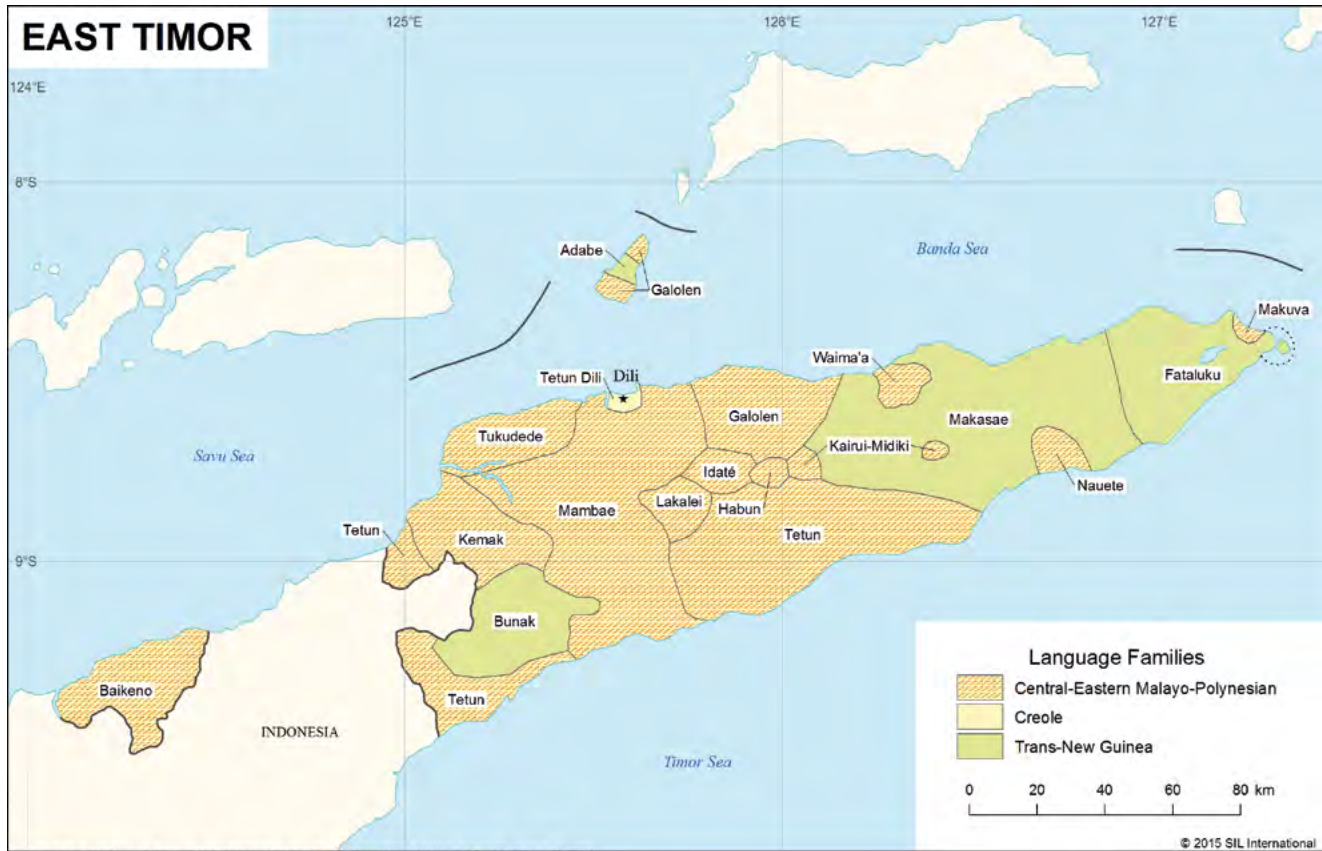 EAST TIMOR
125°E
126°E
127°E
124°E
8°S
Banda Sea
Adabe
Galolen
Makuva
Waima'a
Tetun Dili
Dili
Fataluku
Galolen
Makasae
Tukudede
Kairui-Midiki
Savu Sea
Idaté
Nauete
Lakalei
Habun
Mambae
Tetun
Kemak
Tetun
9°S
Bunak
Baikeno
Tetun
INDONESIA
Timor Sea
Language Families
Central-Eastern Malayo-Polynesian
Creole
Trans-New Guinea
0 20 40 60 80 km
© 2015 SIL International